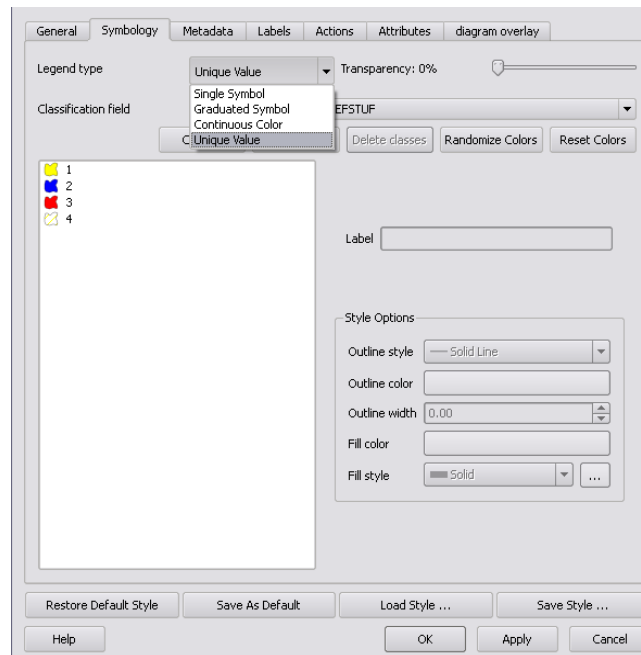 General Symbology Metadata Labels Actions Attributes diagram overlay
Legend type Unique Value Transparency: 0%
Single Symbol
Graduated Symbol
Continuous Color
Unique Value
Classification field EFSTUF
C Delete classes Randomize Colors Reset Colors
1
2
3
4
Label
Style Options
Outline style Solid Line
Outline color
Outline width 0.00
Fill color
Fill style Solid ...
Restore Default Style Save As Default Load Style ... Save Style ...
Help OK Apply Cancel